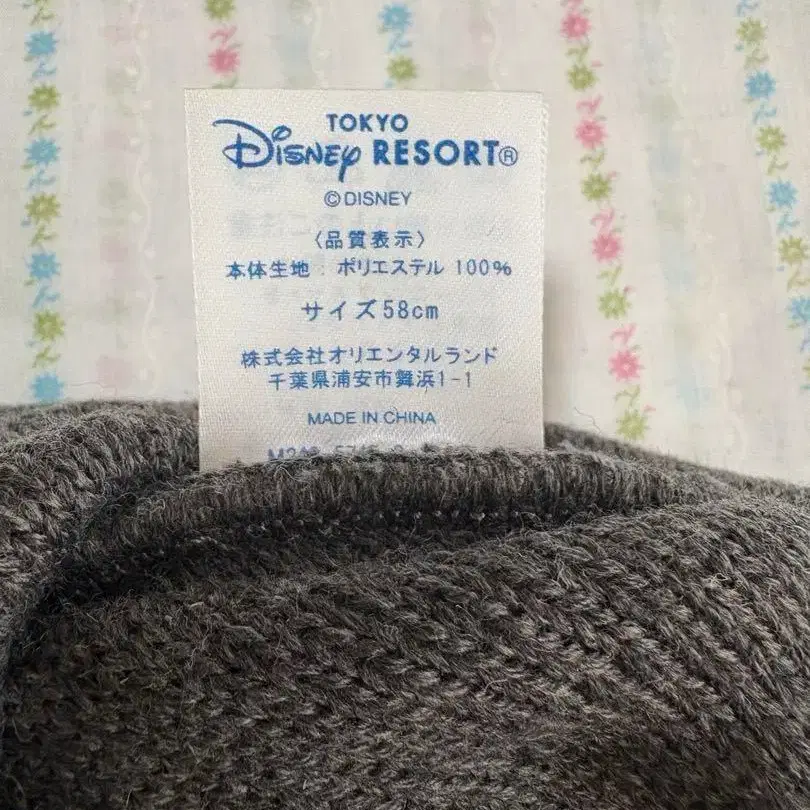 TOKYO
Disney RESORT®
©DISNEY
〈品質表示〉
本体生地：ポリエステル 100%
サイズ58cm
株式会社オリエンタルランド
千葉県浦安市舞浜1-1
MADE IN CHINA